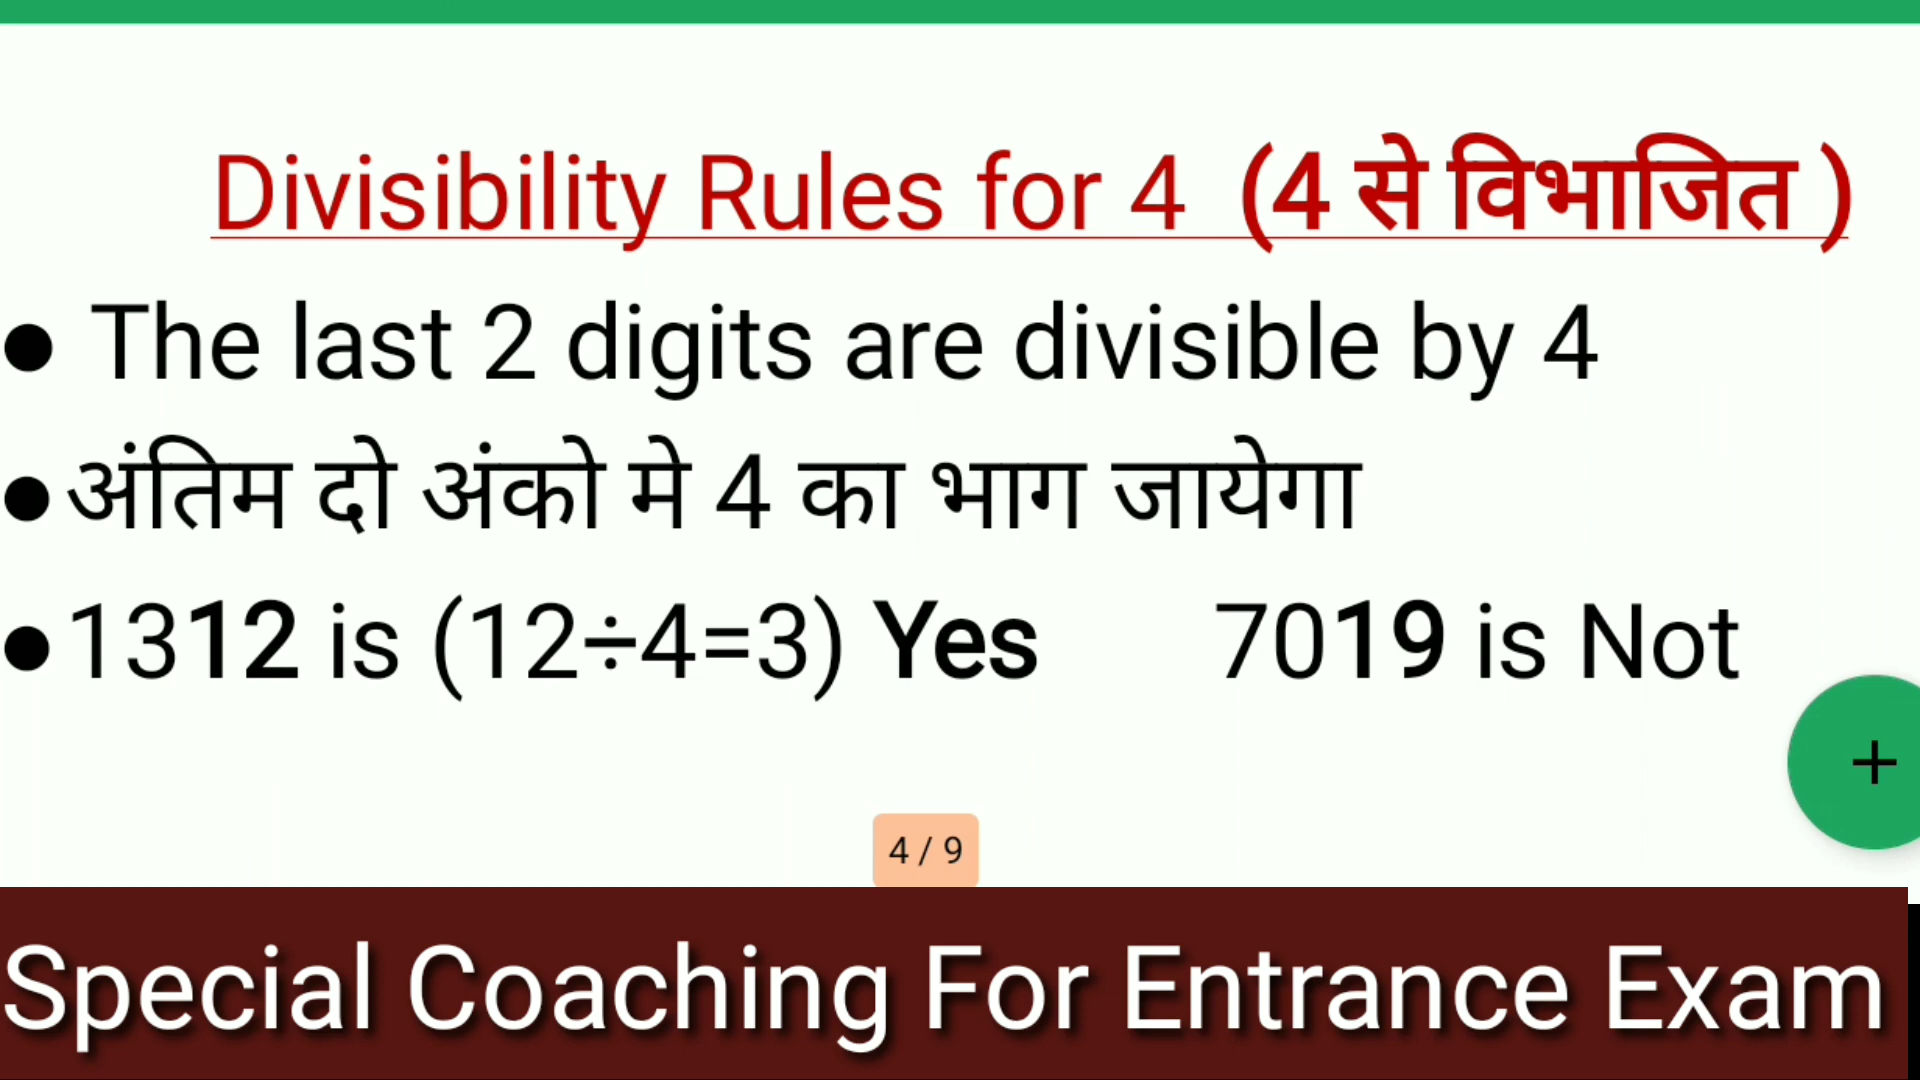 Divisibility Rules for 4 (4 से विभाजित )
● The last 2 digits are divisible by 4
● अंतिम दो अंको मे 4 का भाग जायेगा
● 1312 is (12÷4=3) Yes 7019 is Not
+
4 / 9
Special Coaching For Entrance Exam